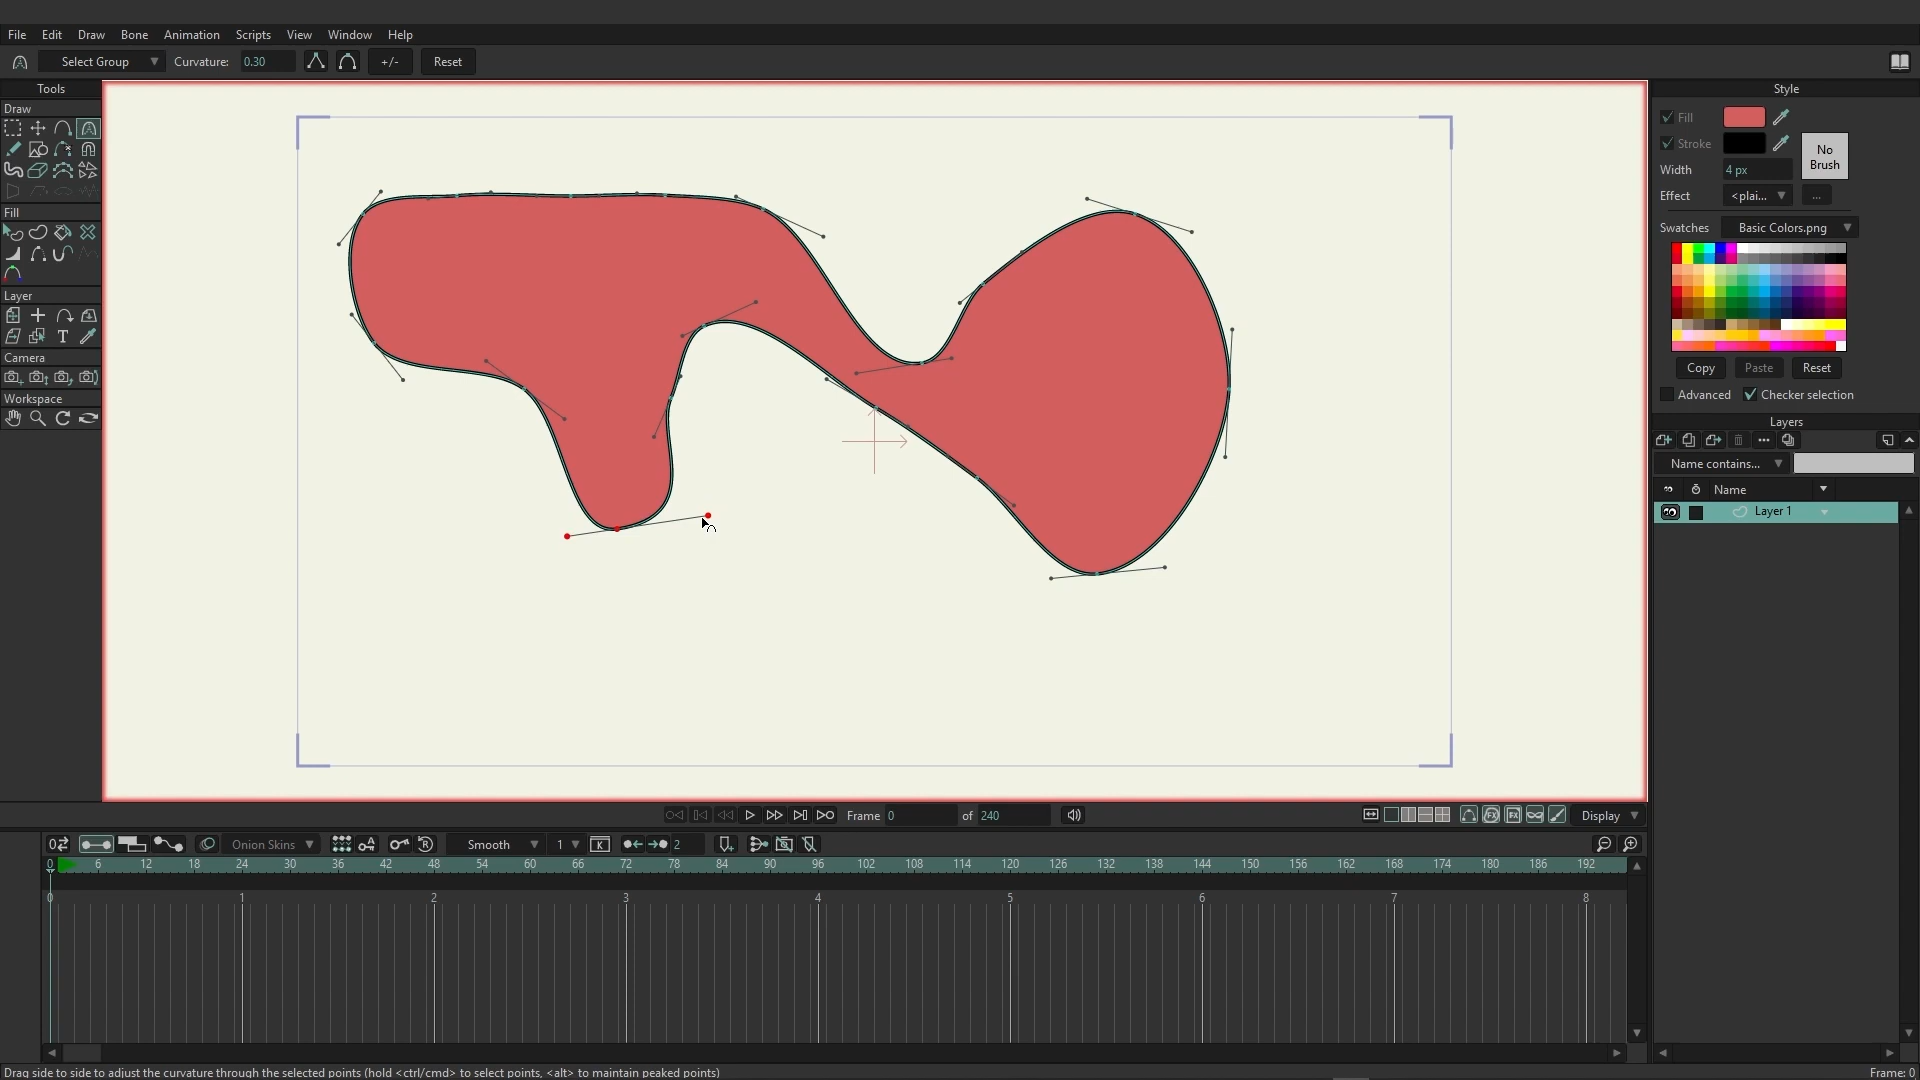 File Edit Draw Bone Animation Scripts View Window Help
Select Group Curvature: 0.30 +/- Reset
Tools
Draw
Fill
Layer
T
Camera
Workspace
Style
Fill
Stroke
No Brush
Width 4 px
Effect <plai... ...
Swatches Basic Colors.png
Copy Paste Reset
Advanced Checker selection
Layers
Name contains...
Name
Layer 1
Frame 0 of 240
Display
Onion Skins Smooth 1 K 2
0 6 12 18 24 30 36 42 48 54 60 66 72 78 84 90 96 102 108 114 120 126 132 138 144 150 156 162 168 174 180 186 192
0 1 2 3 4 5 6 7 8
Drag side to side to adjust the curvature through the selected points (hold <ctrl/cmd> to select points, <alt> to maintain peaked points)
Frame: 0